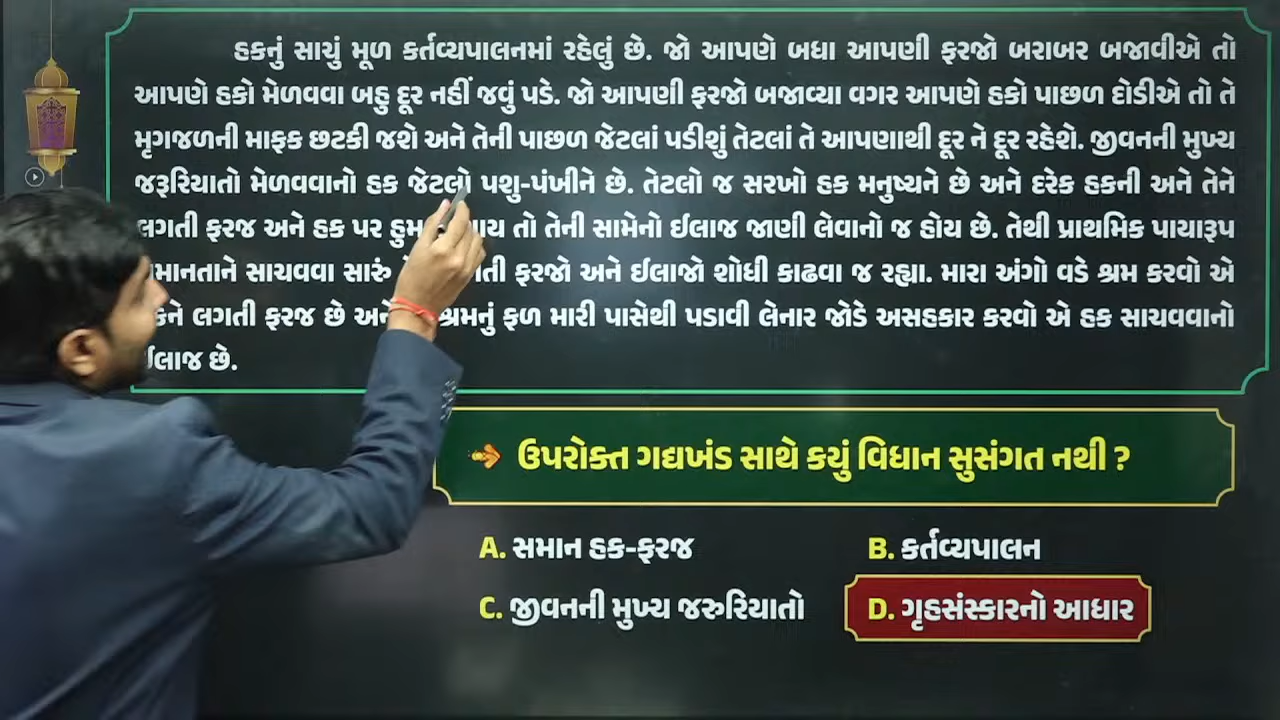 હકનું સાચું મૂળ કર્તવ્યપાલનમાં રહેલું છે. જો આપણે બધા આપણી ફરજો બરાબર બજાવીએ તો
આપણે હકો મેળવવા બહુ દૂર નહીં જવું પડે. જો આપણી ફરજો બજાવ્યા વગર આપણે હકો પાછળ દોડીએ તો તે
મૃગજળની માફક છટકી જશે અને તેની પાછળ જેટલાં પડીશું તેટલાં તે આપણાથી દૂર ને દૂર રહેશે. જીવનની મુખ્ય
જરૂરિયાતો મેળવવાનો હક જેટલો પશુ-પંખીને છે. તેટલો જ સરખો હક મનુષ્યને છે અને દરેક હકની અને તેને
લગતી ફરજ અને હક પર તો તેની સામેનો ઈલાજ જાણી લેવાનો જ હોય છે. તેથી પ્રાથમિક પાયારૂપ
સાચવવા સારું ફરજો અને ઈલાજો શોધી કાઢવા જ રહ્યા. મારા અંગો વડે શ્રમ કરવો એ
લગતી ફરજ છે શ્રમનું ફળ મારી પાસેથી પડાવી લેનાર જોડે અસહકાર કરવો એ હક સાચવવાનો
છે.
ઉપરોક્ત ગદ્યખંડ સાથે કયું વિધાન સુસંગત નથી ?
A. સમાન હક-ફરજ
B. કર્તવ્યપાલન
C. જીવનની મુખ્ય જરુરિયાતો
D. ગૃહસંસ્કારનો આધાર